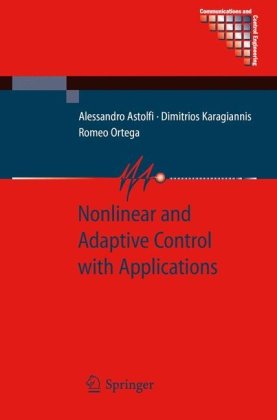 Communications and
Control Engineering
Alessandro Astolfi · Dimitrios Karagiannis
Romeo Ortega
Nonlinear and
Adaptive Control
with Applications
Springer